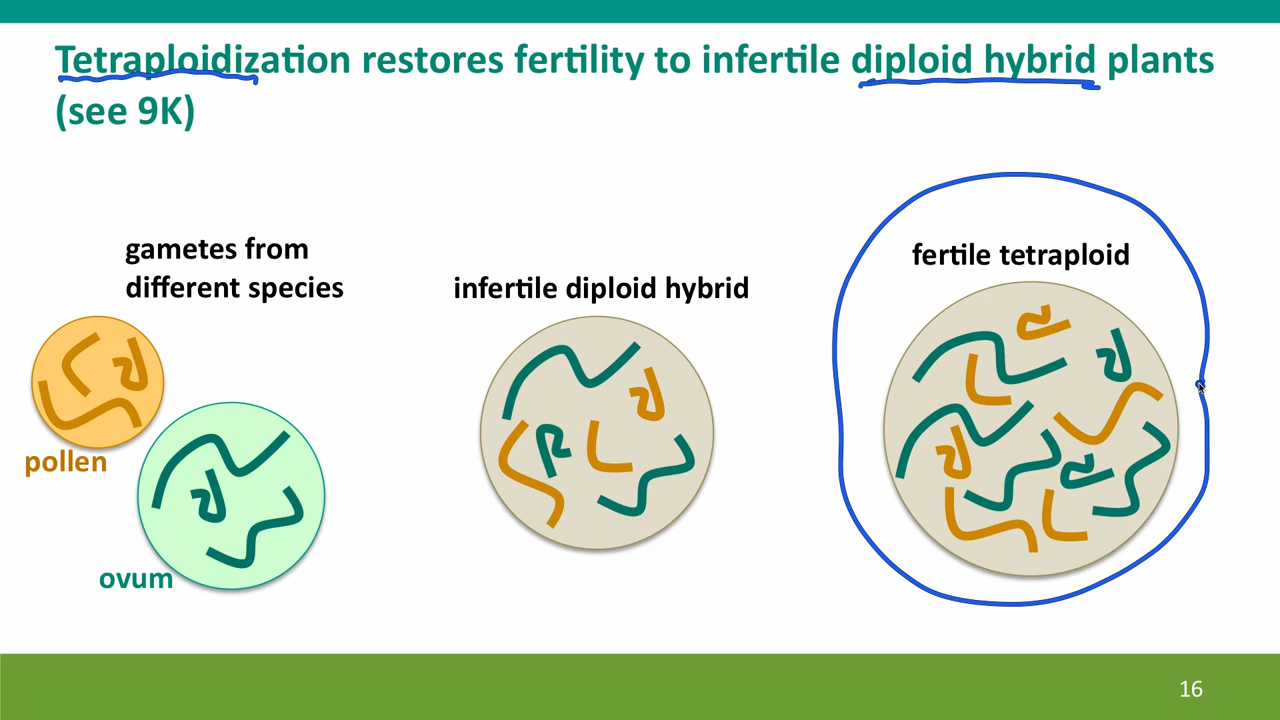 Tetraploidization restores fertility to infertile diploid hybrid plants
(see 9K)
gametes from
different species
infertile diploid hybrid
fertile tetraploid
pollen
ovum
16